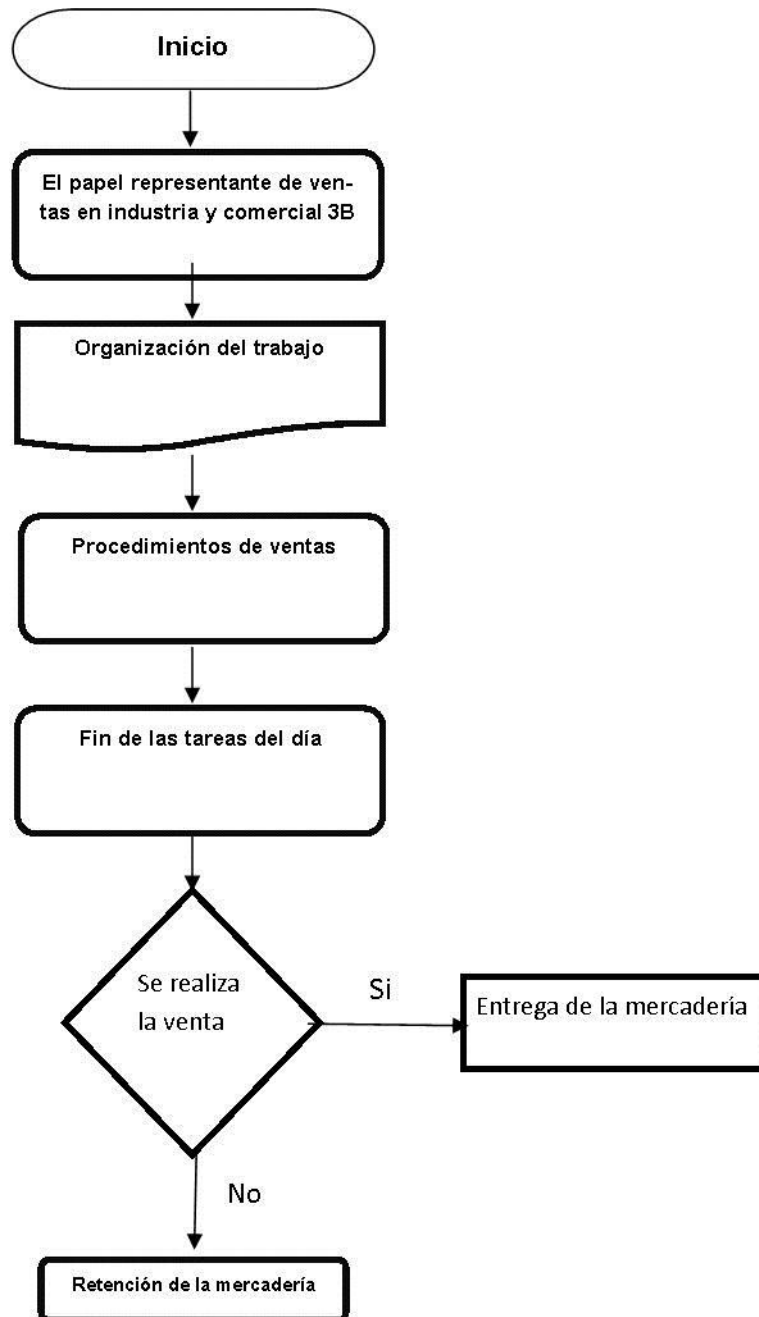 Inicio
El papel representante de ven-
tas en industria y comercial 3B
Organización del trabajo
Procedimientos de ventas
Fin de las tareas del día
Se realiza
la venta
Si
Entrega de la mercadería
No
Retención de la mercadería